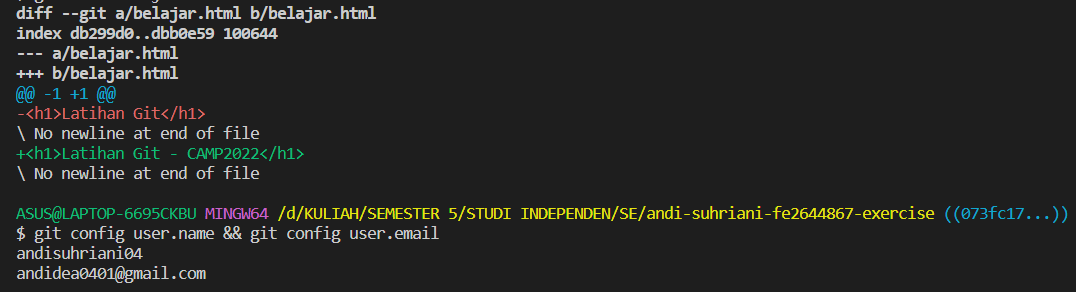 diff --git a/belajar.html b/belajar.html
index db299d0..dbb0e59 100644
--- a/belajar.html
+++ b/belajar.html
@@ -1 +1 @@
-<h1>Latihan Git</h1>
\ No newline at end of file
+<h1>Latihan Git - CAMP2022</h1>
\ No newline at end of file
ASUS@LAPTOP-6695CKBU MINGW64 /d/KULIAH/SEMESTER 5/STUDI INDEPENDEN/SE/andi-suhriani-fe2644867-exercise ((073fc17...))
$ git config user.name && git config user.email
andisuhriani04
andidea0401@gmail.com